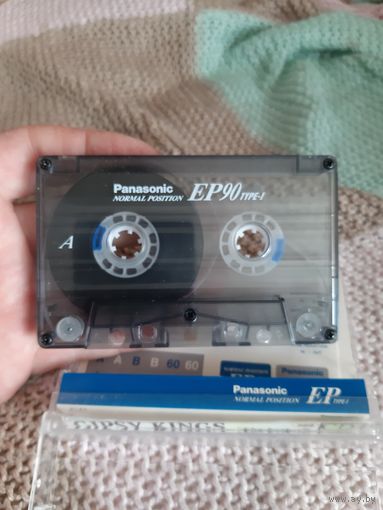 Panasonic EP90 TYPE-I
NORMAL POSITION
A
A B B 60 60
Panasonic
Panasonic EP TYPE-I
NORMAL POSITION
GIPSY KINGS
www.ay.by